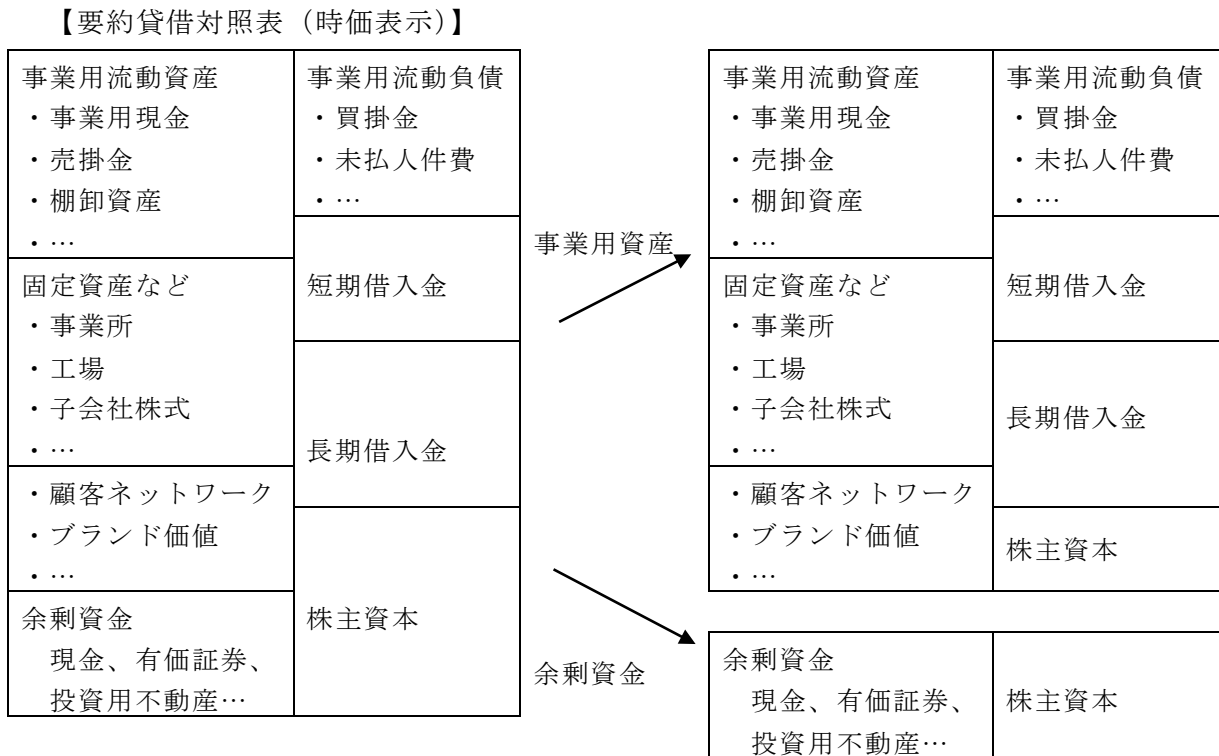 【要約貸借対照表（時価表示）】
事業用流動資産
・事業用現金
・売掛金
・棚卸資産
・…
固定資産など
・事業所
・工場
・子会社株式
・…
・顧客ネットワーク
・ブランド価値
・…
余剰資金
現金、有価証券、
投資用不動産…
事業用流動負債
・買掛金
・未払人件費
・…
短期借入金
長期借入金
株主資本
事業用資産
余剰資金
事業用流動資産
・事業用現金
・売掛金
・棚卸資産
・…
固定資産など
・事業所
・工場
・子会社株式
・…
・顧客ネットワーク
・ブランド価値
・…
事業用流動負債
・買掛金
・未払人件費
・…
短期借入金
長期借入金
株主資本
余剰資金
現金、有価証券、
投資用不動産…
株主資本